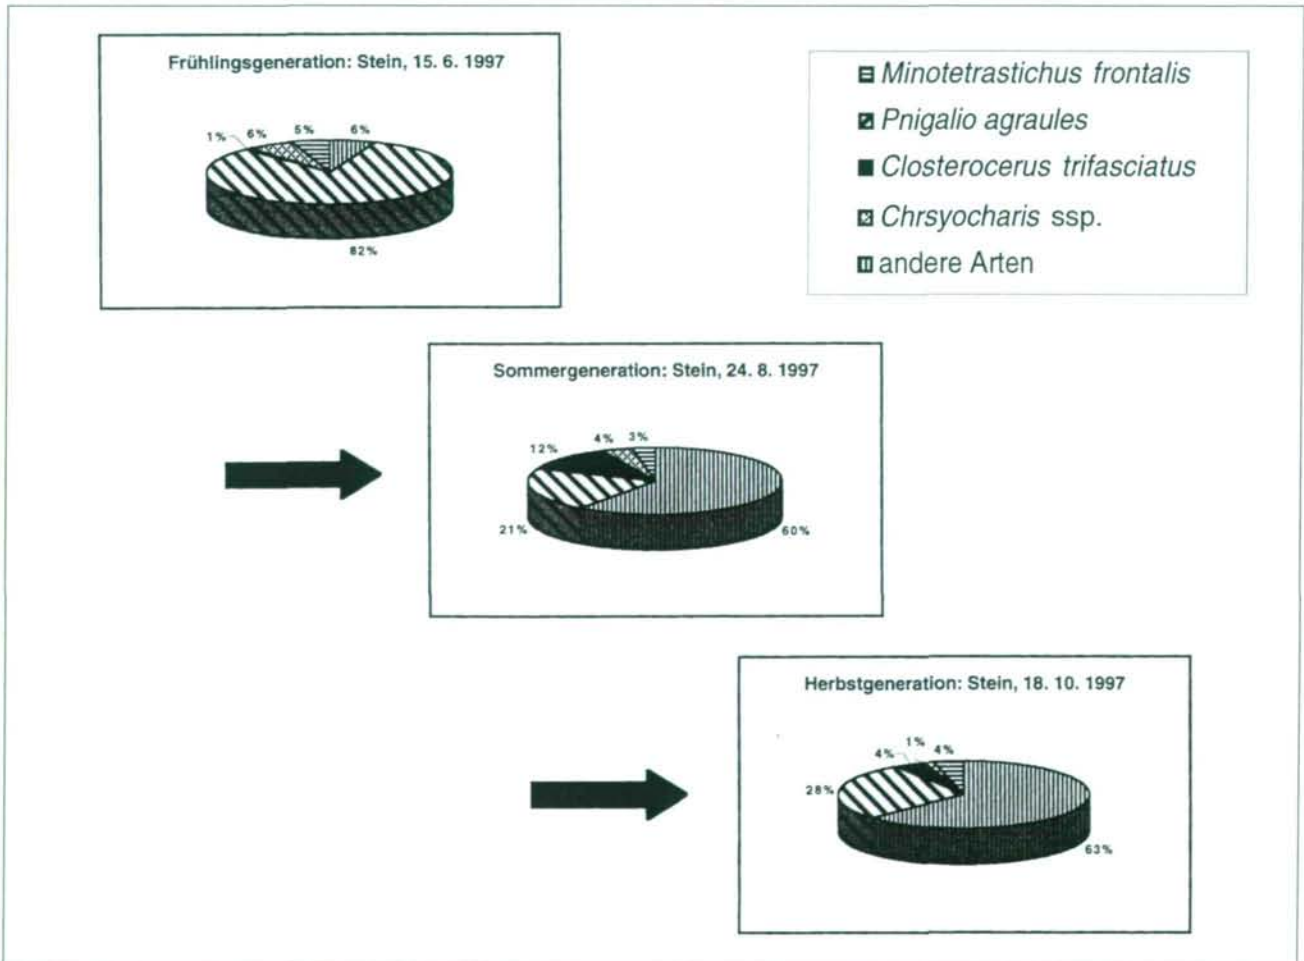 Frühlingsgeneration: Stein, 15. 6. 1997
1% 6% 5% 6%
82%
Minotetrastichus frontalis
Pnigalio agraules
Closterocerus trifasciatus
Chrsyocharis ssp.
andere Arten
Sommergeneration: Stein, 24. 8. 1997
12% 4% 3%
21% 60%
Herbstgeneration: Stein, 18. 10. 1997
4% 1% 4%
28%
63%